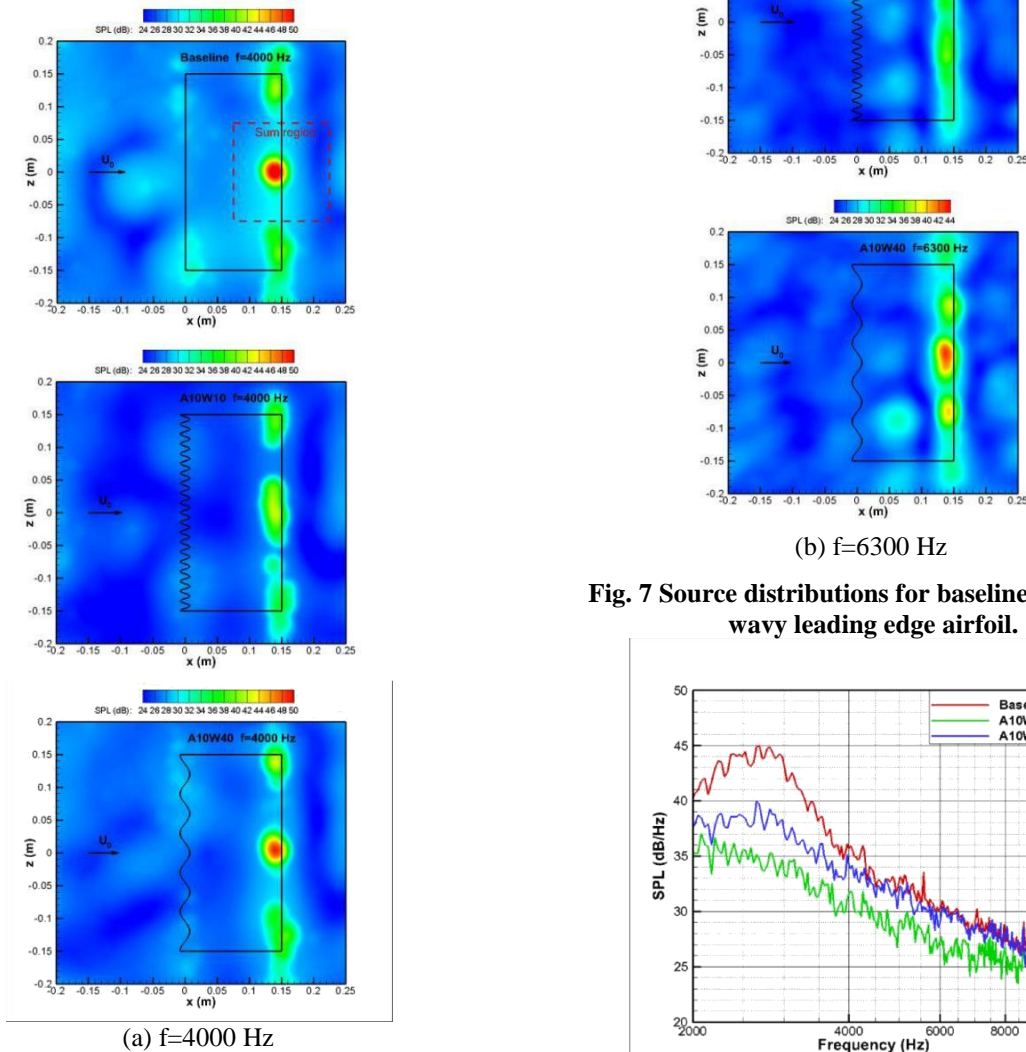 SPL (dB): 24 26 28 30 32 34 36 38 40 42 44 46 48 50
Baseline f=4000 Hz
Sum region
U0
z (m)
0.2
0.15
0.1
0.05
0
-0.05
-0.1
-0.15
-0.2
-0.2 -0.15 -0.1 -0.05 0 0.05 0.1 0.15 0.2 0.25
x (m)
SPL (dB): 24 26 28 30 32 34 36 38 40 42 44 46 48 50
A10W10 f=4000 Hz
U0
z (m)
0.2
0.15
0.1
0.05
0
-0.05
-0.1
-0.15
-0.2
-0.2 -0.15 -0.1 -0.05 0 0.05 0.1 0.15 0.2 0.25
x (m)
SPL (dB): 24 26 28 30 32 34 36 38 40 42 44 46 48 50
A10W40 f=4000 Hz
U0
z (m)
0.2
0.15
0.1
0.05
0
-0.05
-0.1
-0.15
-0.2
-0.2 -0.15 -0.1 -0.05 0 0.05 0.1 0.15 0.2 0.25
x (m)
(a) f=4000 Hz
U0
z (m)
0
-0.05
-0.1
-0.15
-0.2
-0.2 -0.15 -0.1 -0.05 0 0.05 0.1 0.15 0.2 0.25
x (m)
SPL (dB): 24 26 28 30 32 34 36 38 40 42 44
A10W40 f=6300 Hz
U0
z (m)
0.2
0.15
0.1
0.05
0
-0.05
-0.1
-0.15
-0.2
-0.2 -0.15 -0.1 -0.05 0 0.05 0.1 0.15 0.2 0.25
x (m)
(b) f=6300 Hz
Fig. 7 Source distributions for baseline
wavy leading edge airfoil.
Base
A10W
A10W
SPL (dB/Hz)
50
45
40
35
30
25
20
2000 4000 6000 8000
Frequency (Hz)